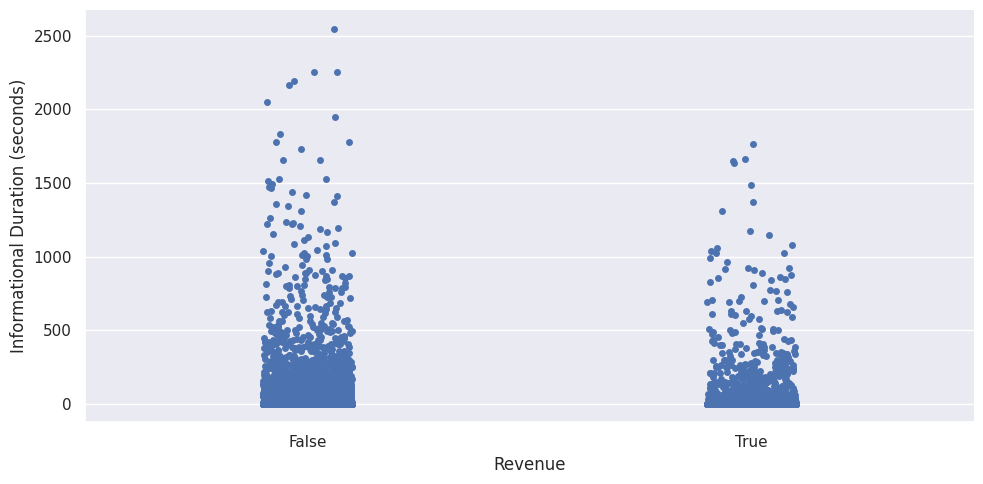 Informational Duration (seconds)
2500
2000
1500
1000
500
0
False
True
Revenue